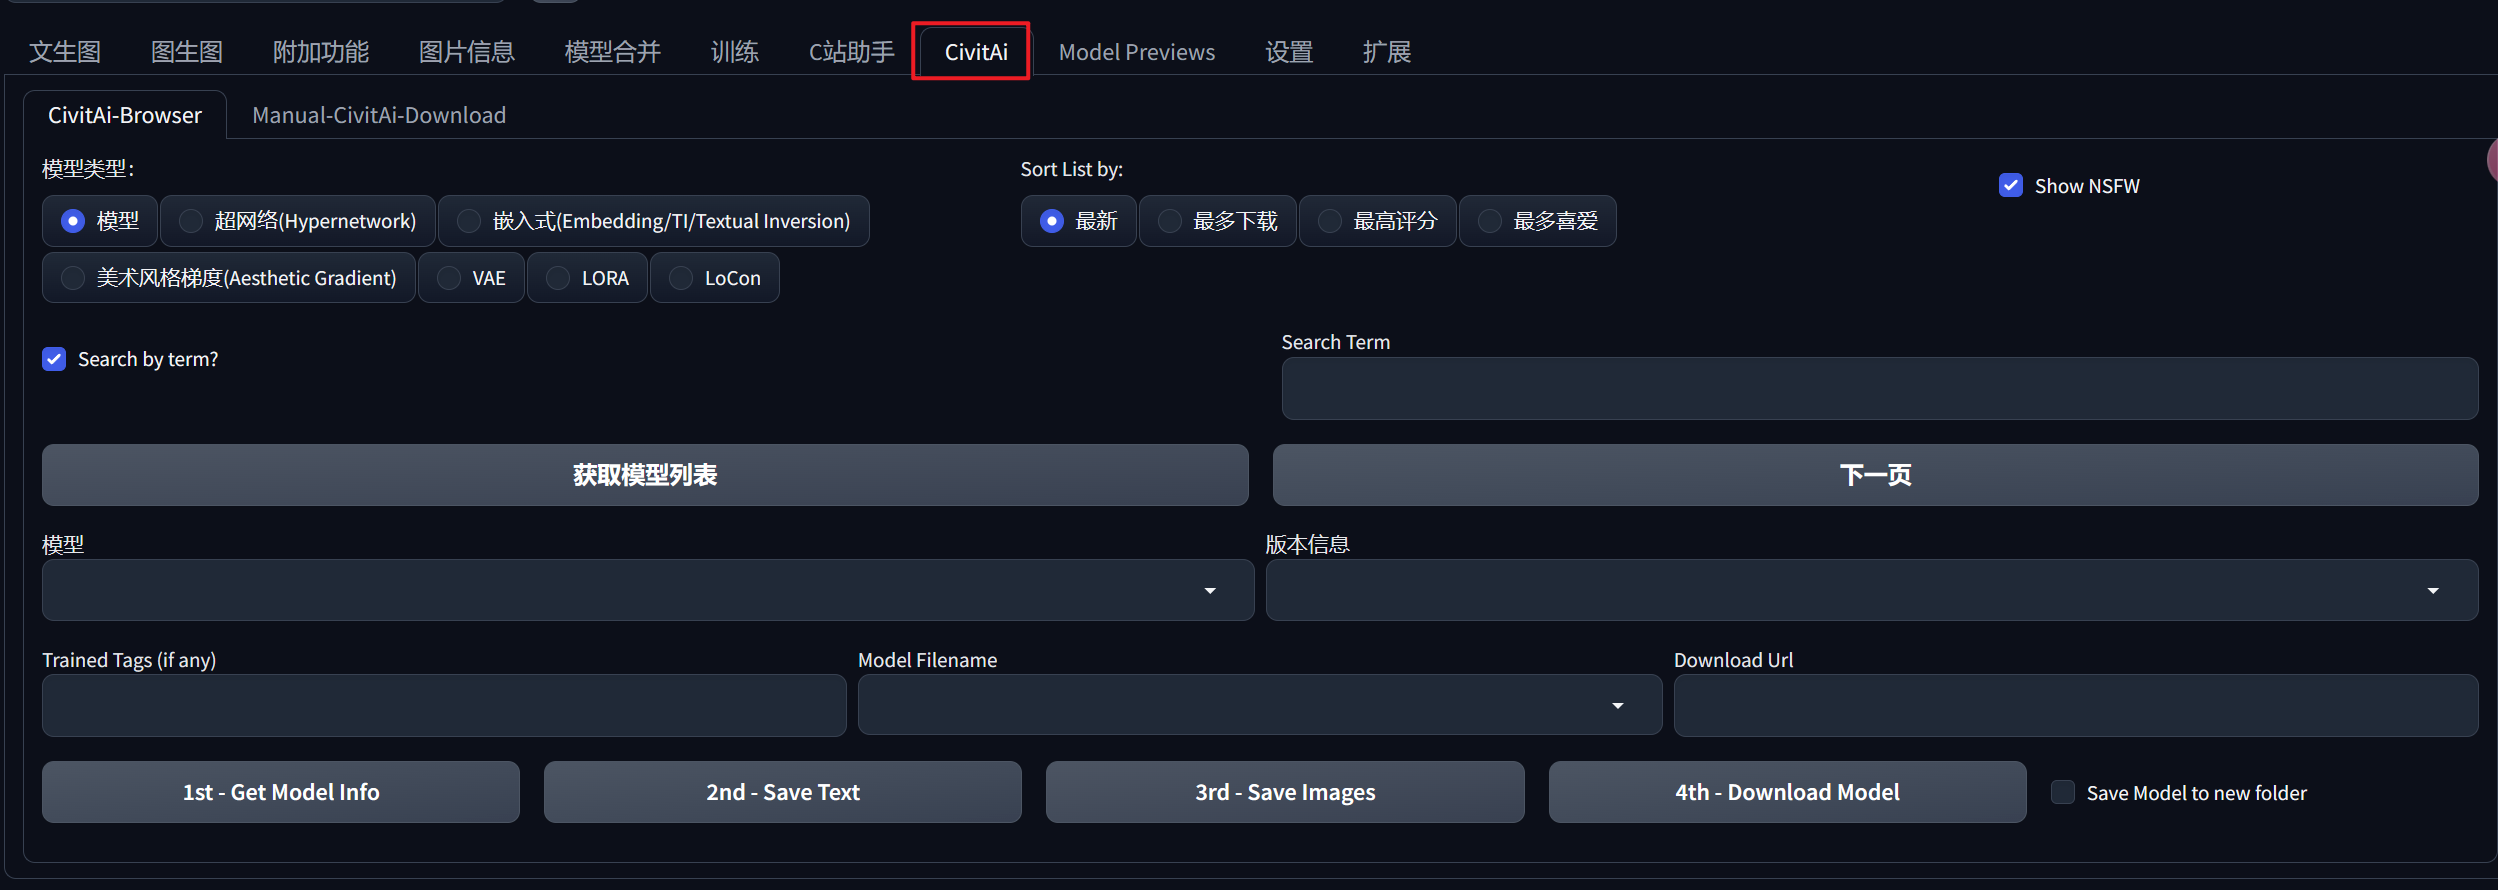 文生图 图生图 附加功能 图片信息 模型合并 训练 C站助手 CivitAi Model Previews 设置 扩展
CivitAi-Browser Manual-CivitAi-Download
模型类型: Sort List by:
Show NSFW
模型 超网络(Hypernetwork) 嵌入式(Embedding/TI/Textual Inversion) 最新 最多下载 最高评分 最多喜爱
美术风格梯度(Aesthetic Gradient) VAE LORA LoCon
Search Term
Search by term?
获取模型列表 下一页
模型 版本信息
Trained Tags (if any) Model Filename Download Url
1st - Get Model Info 2nd - Save Text 3rd - Save Images 4th - Download Model Save Model to new folder